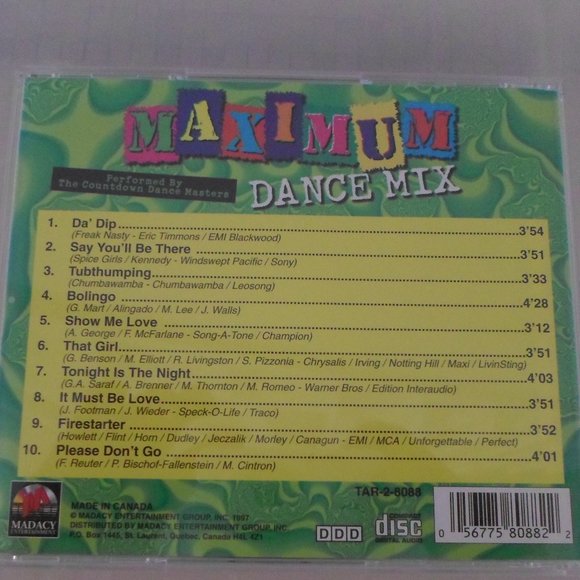 MAXIMUM
DANCE MIX
Performed By
The Countdown Dance Masters
1. Da' Dip 3'54
(Freak Nasty - Eric Timmons / EMI Blackwood)
2. Say You'll Be There 3'51
(Spice Girls / Kennedy - Windswept Pacific / Sony)
3. Tubthumping 3'33
(Chumbawamba - Chumbawamba / Leosong)
4. Bolingo 4'28
(G. Mart / Alingado / M. Lee / J. Walls)
5. Show Me Love 3'12
(A. George / F. McFarlane - Song-A-Tone / Champion)
6. That Girl 3'51
(G. Benson / M. Elliott / R. Livingston / S. Pizzonia - Chrysalis / Irving / Notting Hill / Maxi / LivinSting)
7. Tonight Is The Night 4'03
(G.A. Saraf / A. Brenner / M. Thornton / M. Romeo - Warner Bros / Edition Interaudio)
8. It Must Be Love 3'51
(J. Footman / J. Wieder - Speck-O-Life / Traco)
9. Firestarter 3'52
(Howlett / Flint / Horn / Dudley / Jeczalik / Morley / Canagun - EMI / MCA / Unforgettable / Perfect)
10. Please Don't Go 4'01
(F. Reuter / P. Bischof-Fallenstein / M. Cintron)
TAR-2-8088
MADACY
ENTERTAINMENT
MADE IN CANADA
© MADACY ENTERTAINMENT GROUP, INC. 1997
DISTRIBUTED BY MADACY ENTERTAINMENT GROUP, INC.
P.O. Box 1445, St. Laurent, Quebec, Canada H4L 4Z1
DDD
COMPACT
disc
DIGITAL AUDIO
0 56775 80882 2